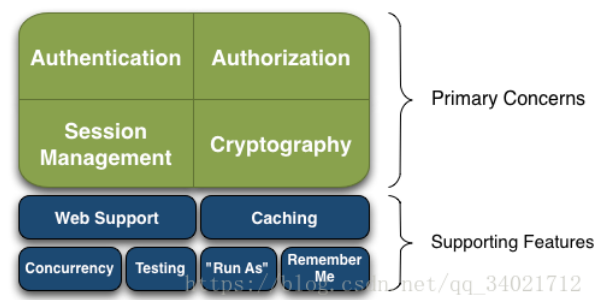 Authentication
Authorization
Session
Management
Cryptography
Primary Concerns
Web Support
Caching
Supporting Features
Concurrency
Testing
"Run As"
Remember
Me
https://blog.csdn.net/qq_34021712